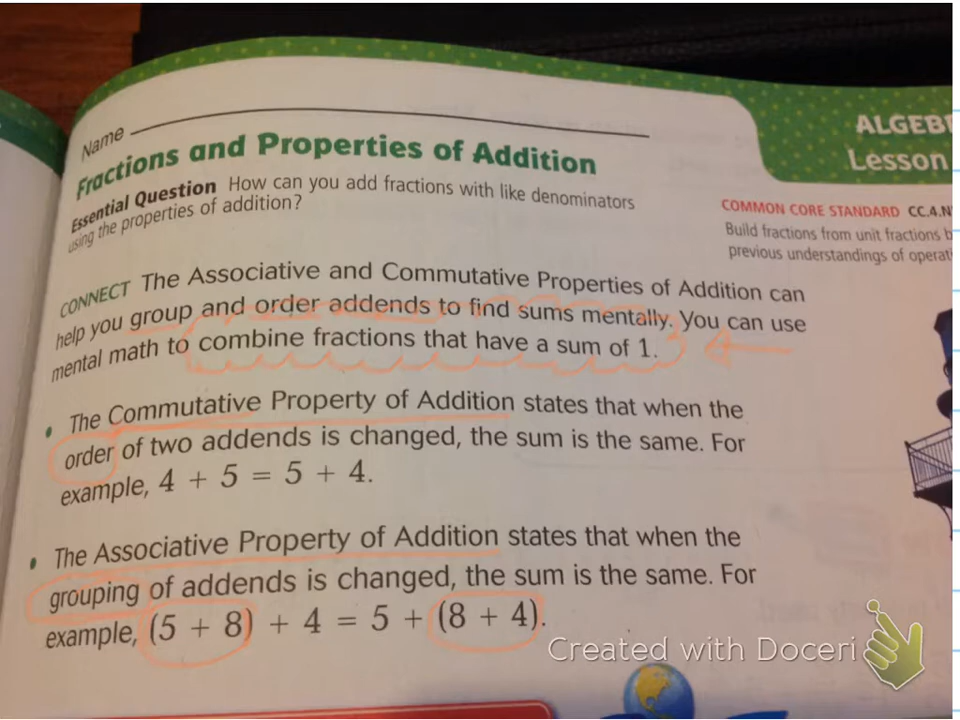 ALGEB
Lesson
Name
Fractions and Properties of Addition
Essential Question How can you add fractions with like denominators
using the properties of addition?
COMMON CORE STANDARD CC.4.N
Build fractions from unit fractions b
previous understandings of operati
CONNECT The Associative and Commutative Properties of Addition can
help you group and order addends to find sums mentally. You can use
mental math to combine fractions that have a sum of 1.
• The Commutative Property of Addition states that when the
order of two addends is changed, the sum is the same. For
example, 4 + 5 = 5 + 4.
• The Associative Property of Addition states that when the
grouping of addends is changed, the sum is the same. For
example, (5 + 8) + 4 = 5 + (8 + 4).
Created with Doceri